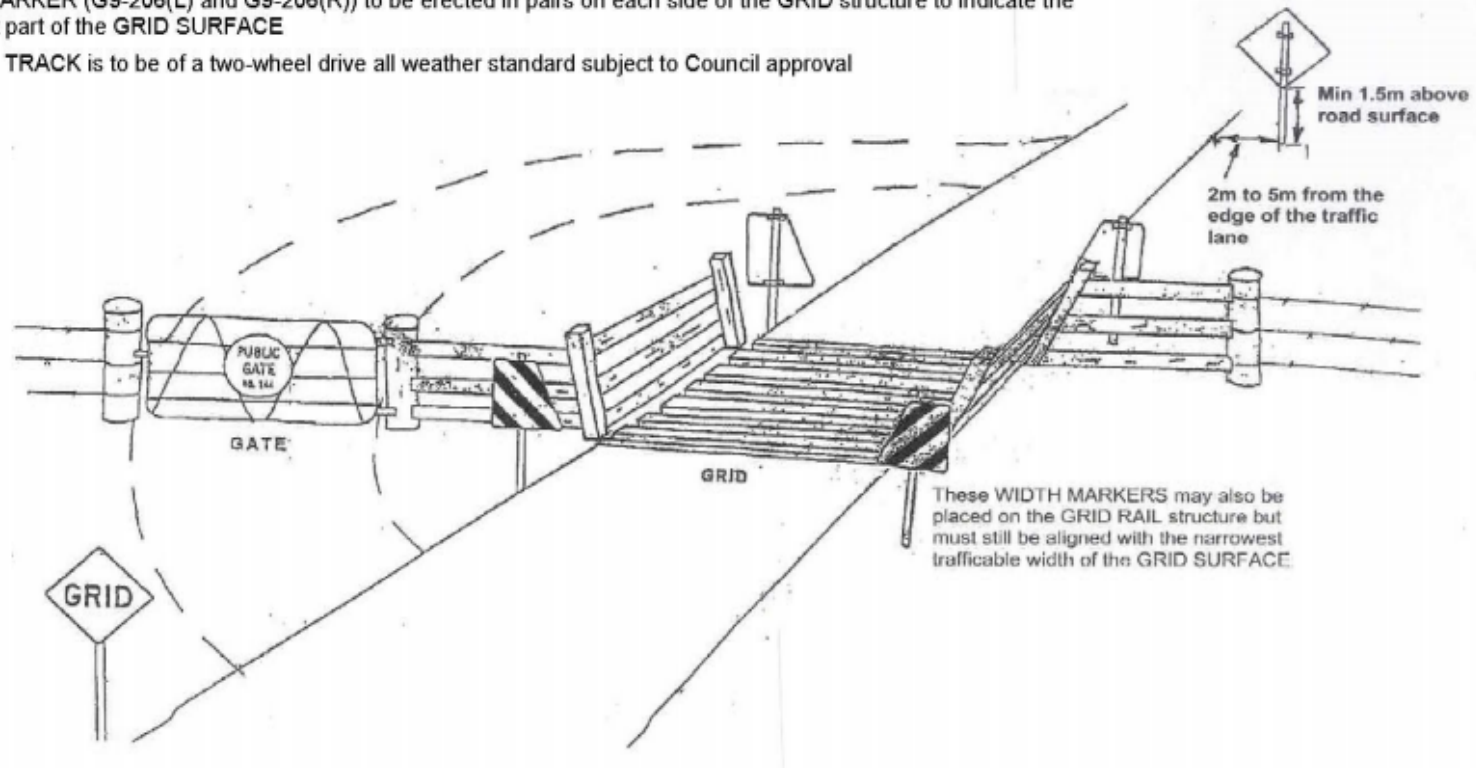 ARKER (G9-206(L) and G9-206(R)) to be erected in pairs on each side of the GRID structure to indicate the
part of the GRID SURFACE
TRACK is to be of a two-wheel drive all weather standard subject to Council approval
Min 1.5m above
road surface
2m to 5m from the
edge of the traffic
lane
PUBLIC
GATE
GATE
GRID
These WIDTH MARKERS may also be
placed on the GRID RAIL structure but
must still be aligned with the narrowest
trafficable width of the GRID SURFACE
GRID